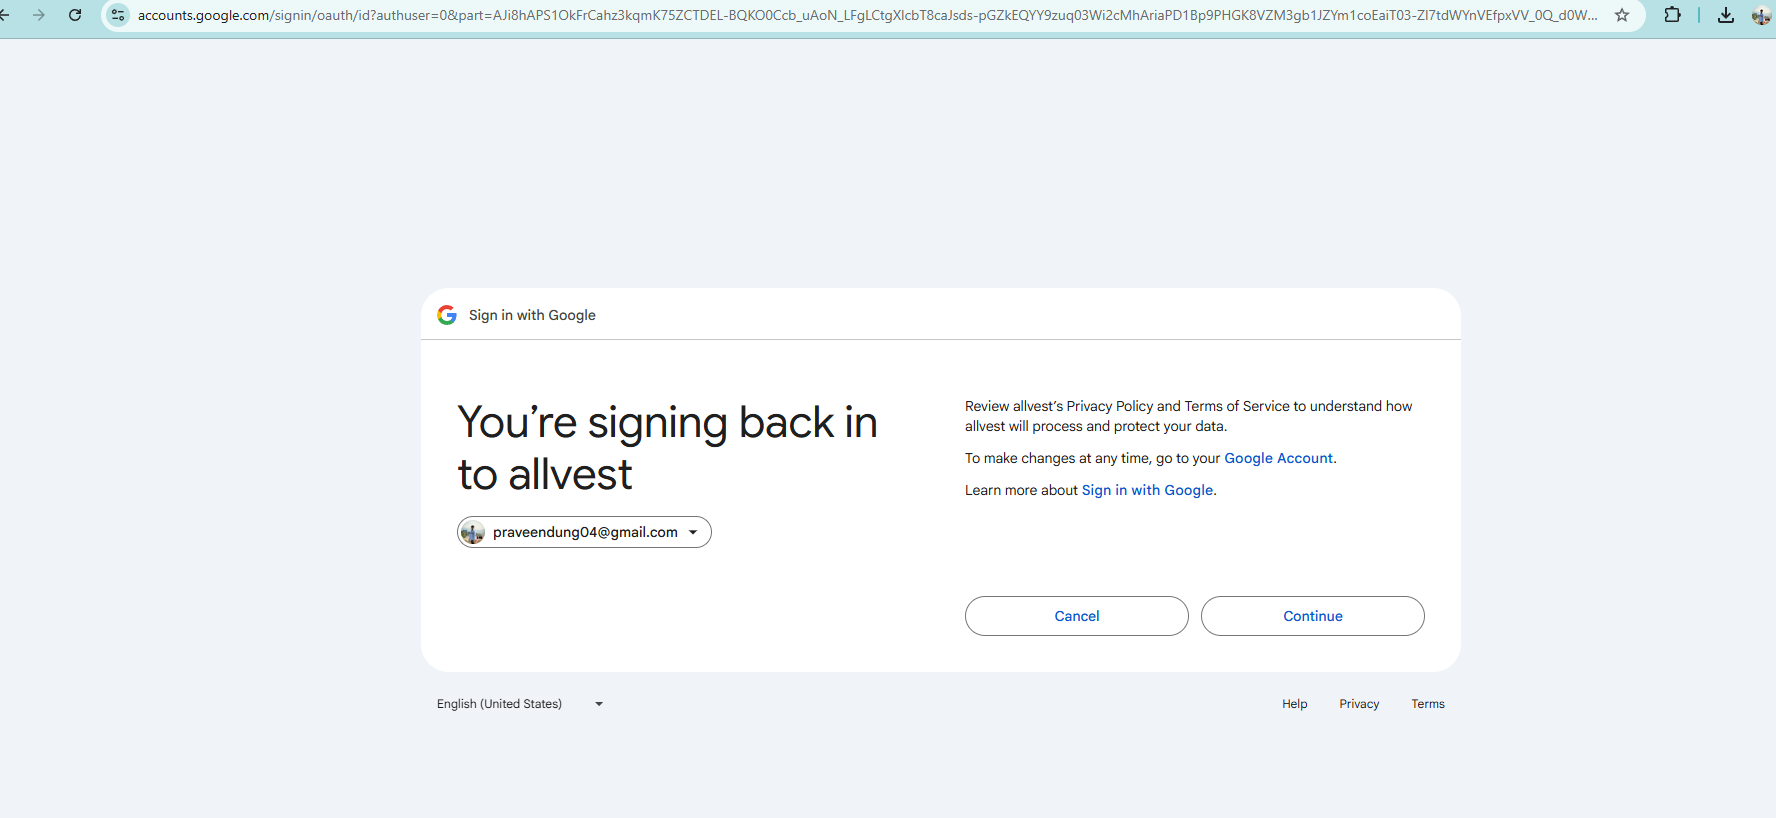 accounts.google.com/signin/oauth/id?authuser=0&part=AJi8hAPS1OkFrCahz3kqmK75ZCTDEL-BQKO0Ccb_uAoN_LFgLCtgXIcbT8caJsds-pGZkEQYY9zuq03Wi2cMhAriaPD1Bp9PHGK8VZM3gb1JZYm1coEaiT03-ZI7tdWYnVEfpxVV_0Q_d0W...
Sign in with Google
You’re signing back in
to allvest
praveendung04@gmail.com
Review allvest’s Privacy Policy and Terms of Service to understand how
allvest will process and protect your data.
To make changes at any time, go to your Google Account.
Learn more about Sign in with Google.
Cancel
Continue
English (United States)
Help
Privacy
Terms